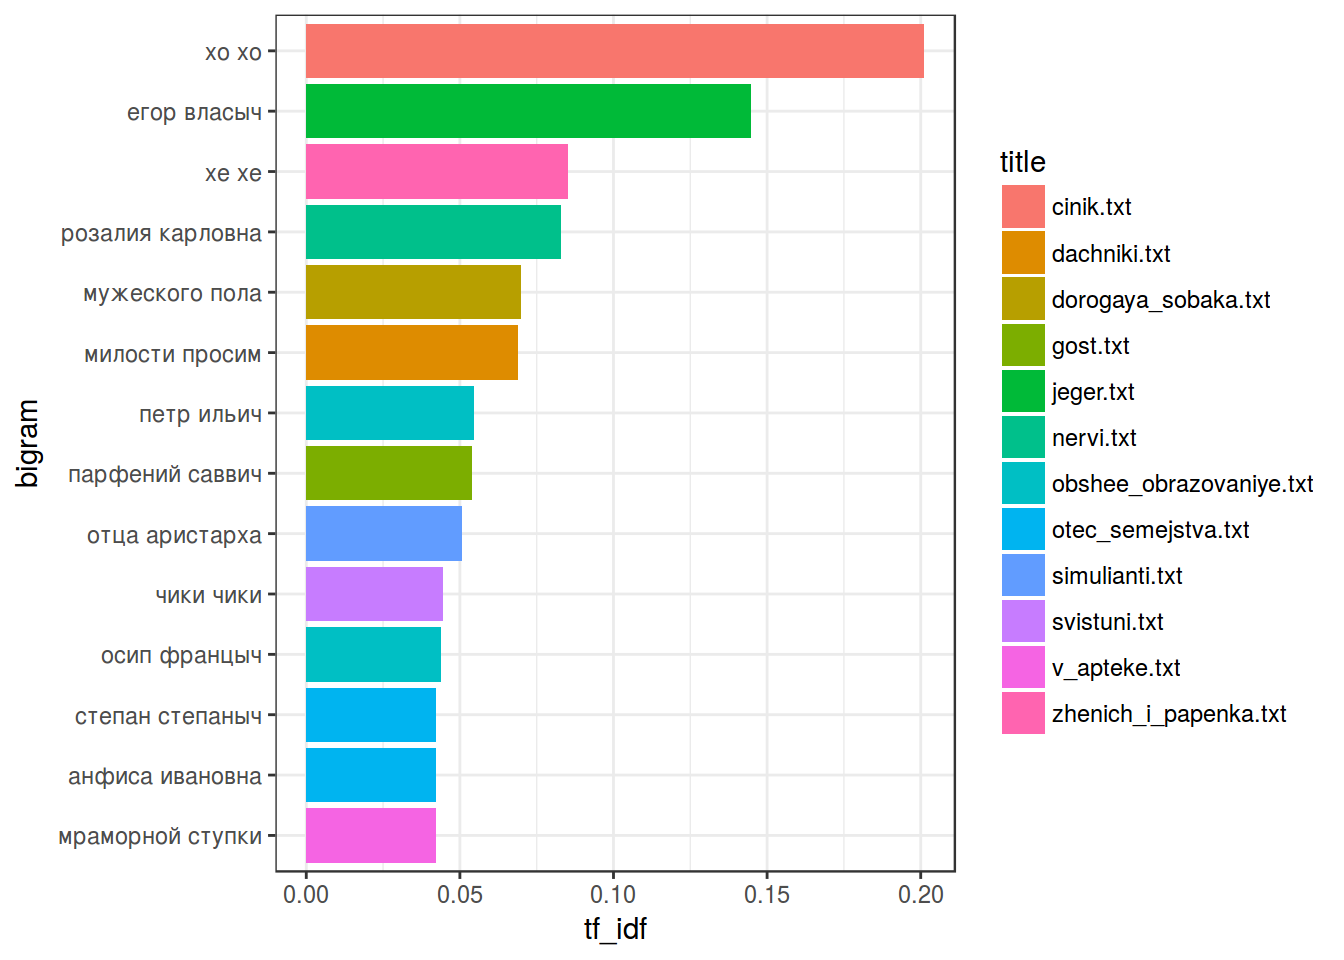 хо хо
егор власыч
хе хе
розалия карловна
мужеского пола
милости просим
петр ильич
парфений саввич
отца аристарха
чики чики
осип францыч
степан степаныч
анфиса ивановна
мраморной ступки
bigram
0.00 0.05 0.10 0.15 0.20
tf_idf
title
cinik.txt
dachniki.txt
dorogaya_sobaka.txt
gost.txt
jeger.txt
nervi.txt
obshee_obrazovaniye.txt
otec_semejstva.txt
simulianti.txt
svistuni.txt
v_apteke.txt
zhenich_i_papenka.txt